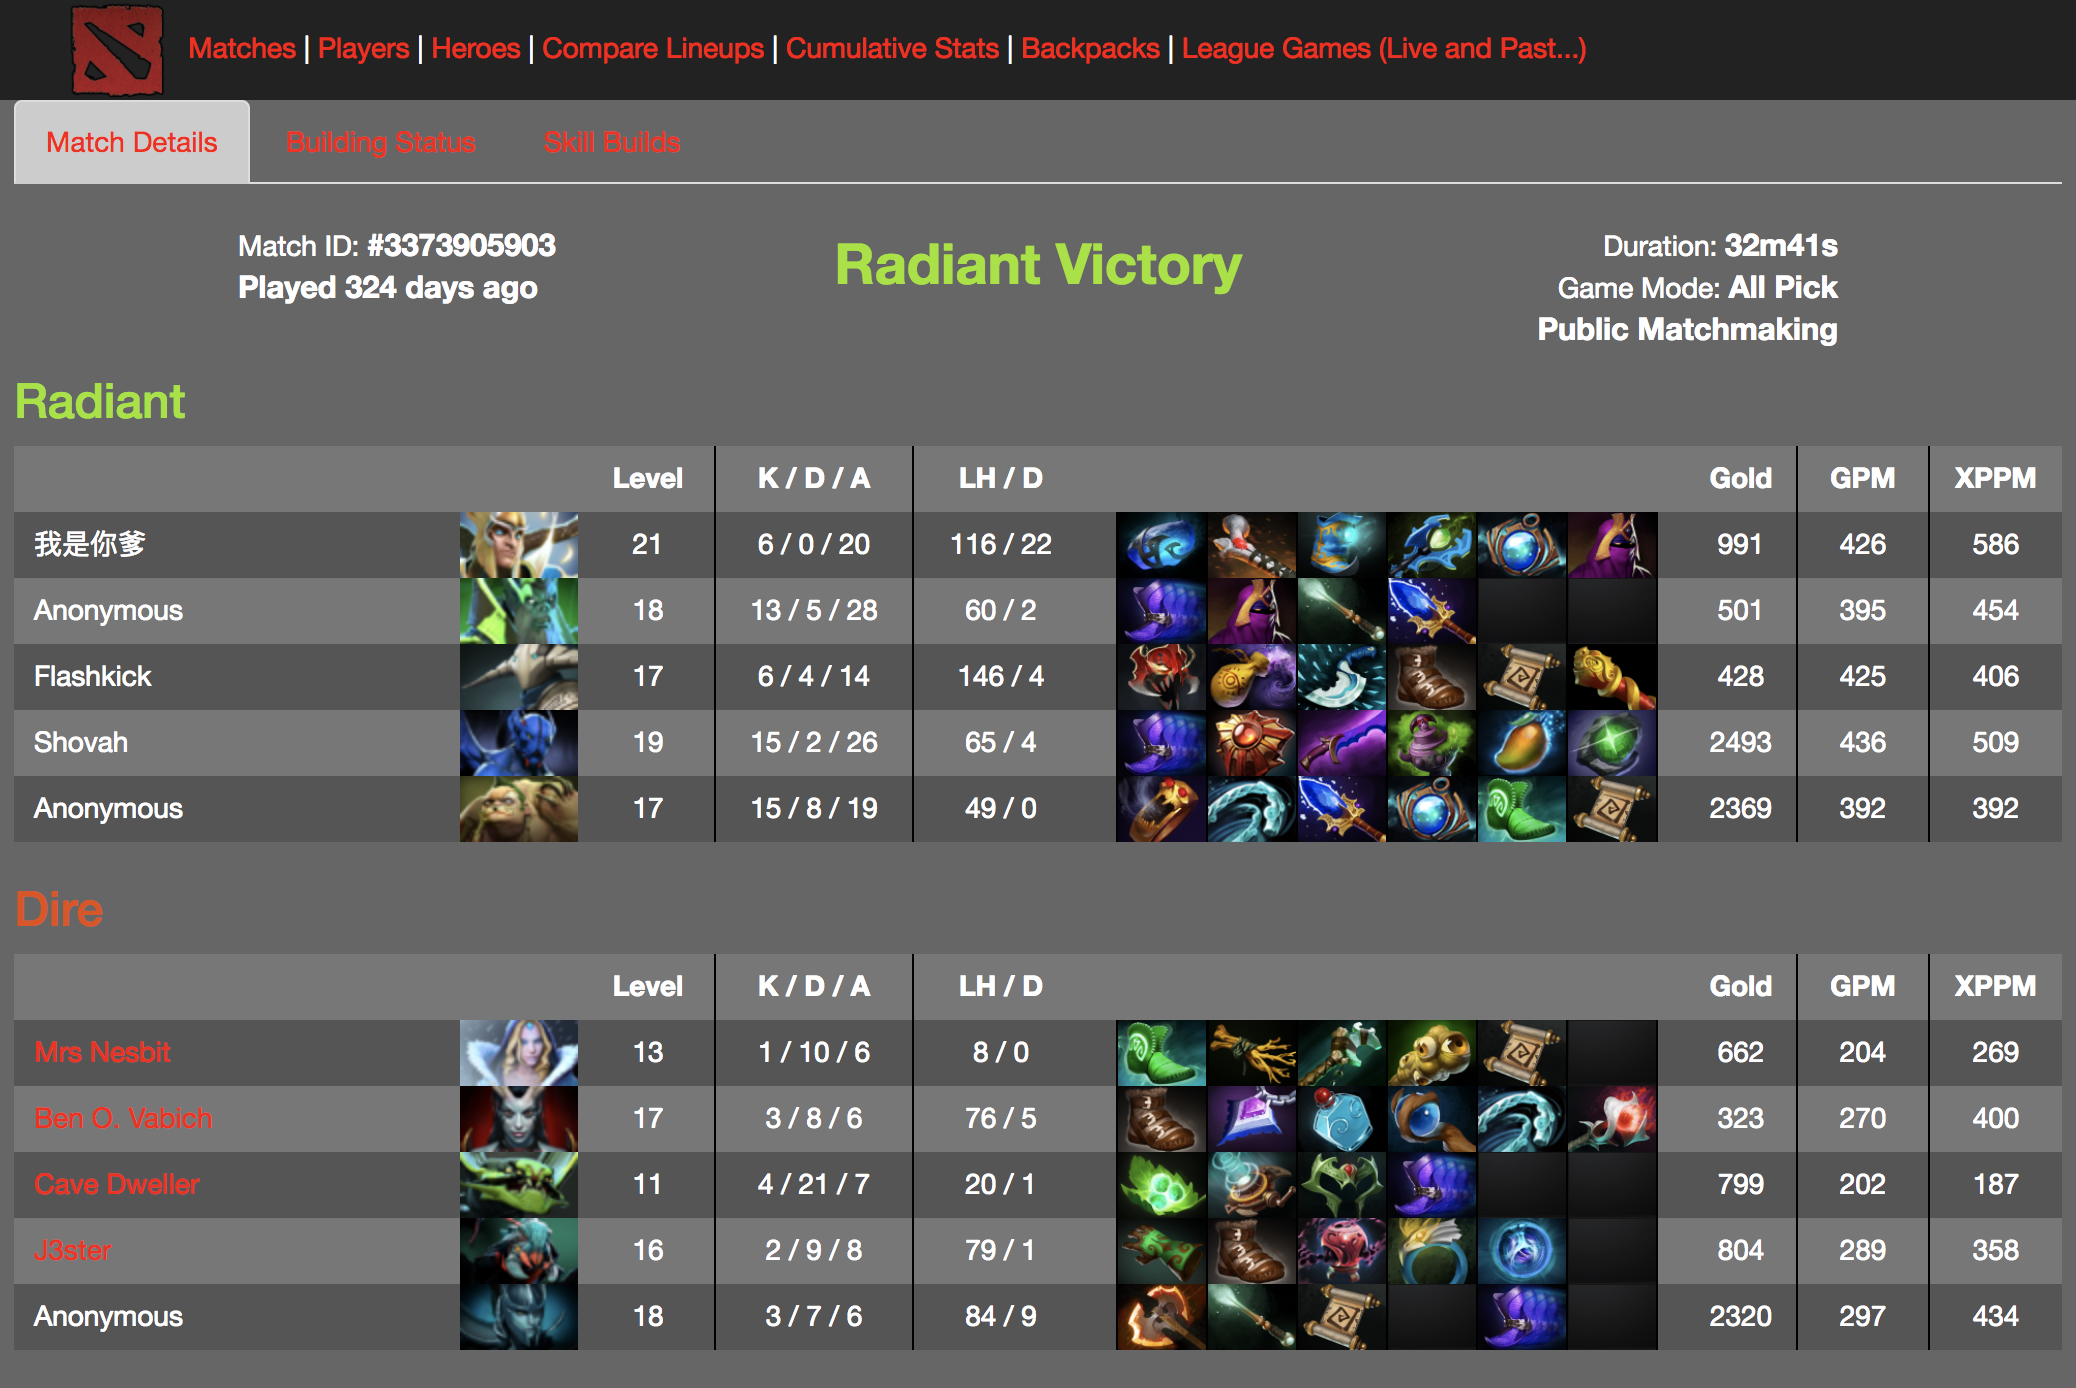 Matches | Players | Heroes | Compare Lineups | Cumulative Stats | Backpacks | League Games (Live and Past...)
Match Details Building Status Skill Builds
Match ID: #3373905903
Played 324 days ago
Radiant Victory
Duration: 32m41s
Game Mode: All Pick
Public Matchmaking
Radiant
Level K / D / A LH / D Gold GPM XPPM
我是你爹 21 6 / 0 / 20 116 / 22 991 426 586
Anonymous 18 13 / 5 / 28 60 / 2 501 395 454
Flashkick 17 6 / 4 / 14 146 / 4 428 425 406
Shovah 19 15 / 2 / 26 65 / 4 2493 436 509
Anonymous 17 15 / 8 / 19 49 / 0 2369 392 392
Dire
Level K / D / A LH / D Gold GPM XPPM
Mrs Nesbit 13 1 / 10 / 6 8 / 0 662 204 269
Ben O. Vabich 17 3 / 8 / 6 76 / 5 323 270 400
Cave Dweller 11 4 / 21 / 7 20 / 1 799 202 187
J3ster 16 2 / 9 / 8 79 / 1 804 289 358
Anonymous 18 3 / 7 / 6 84 / 9 2320 297 434